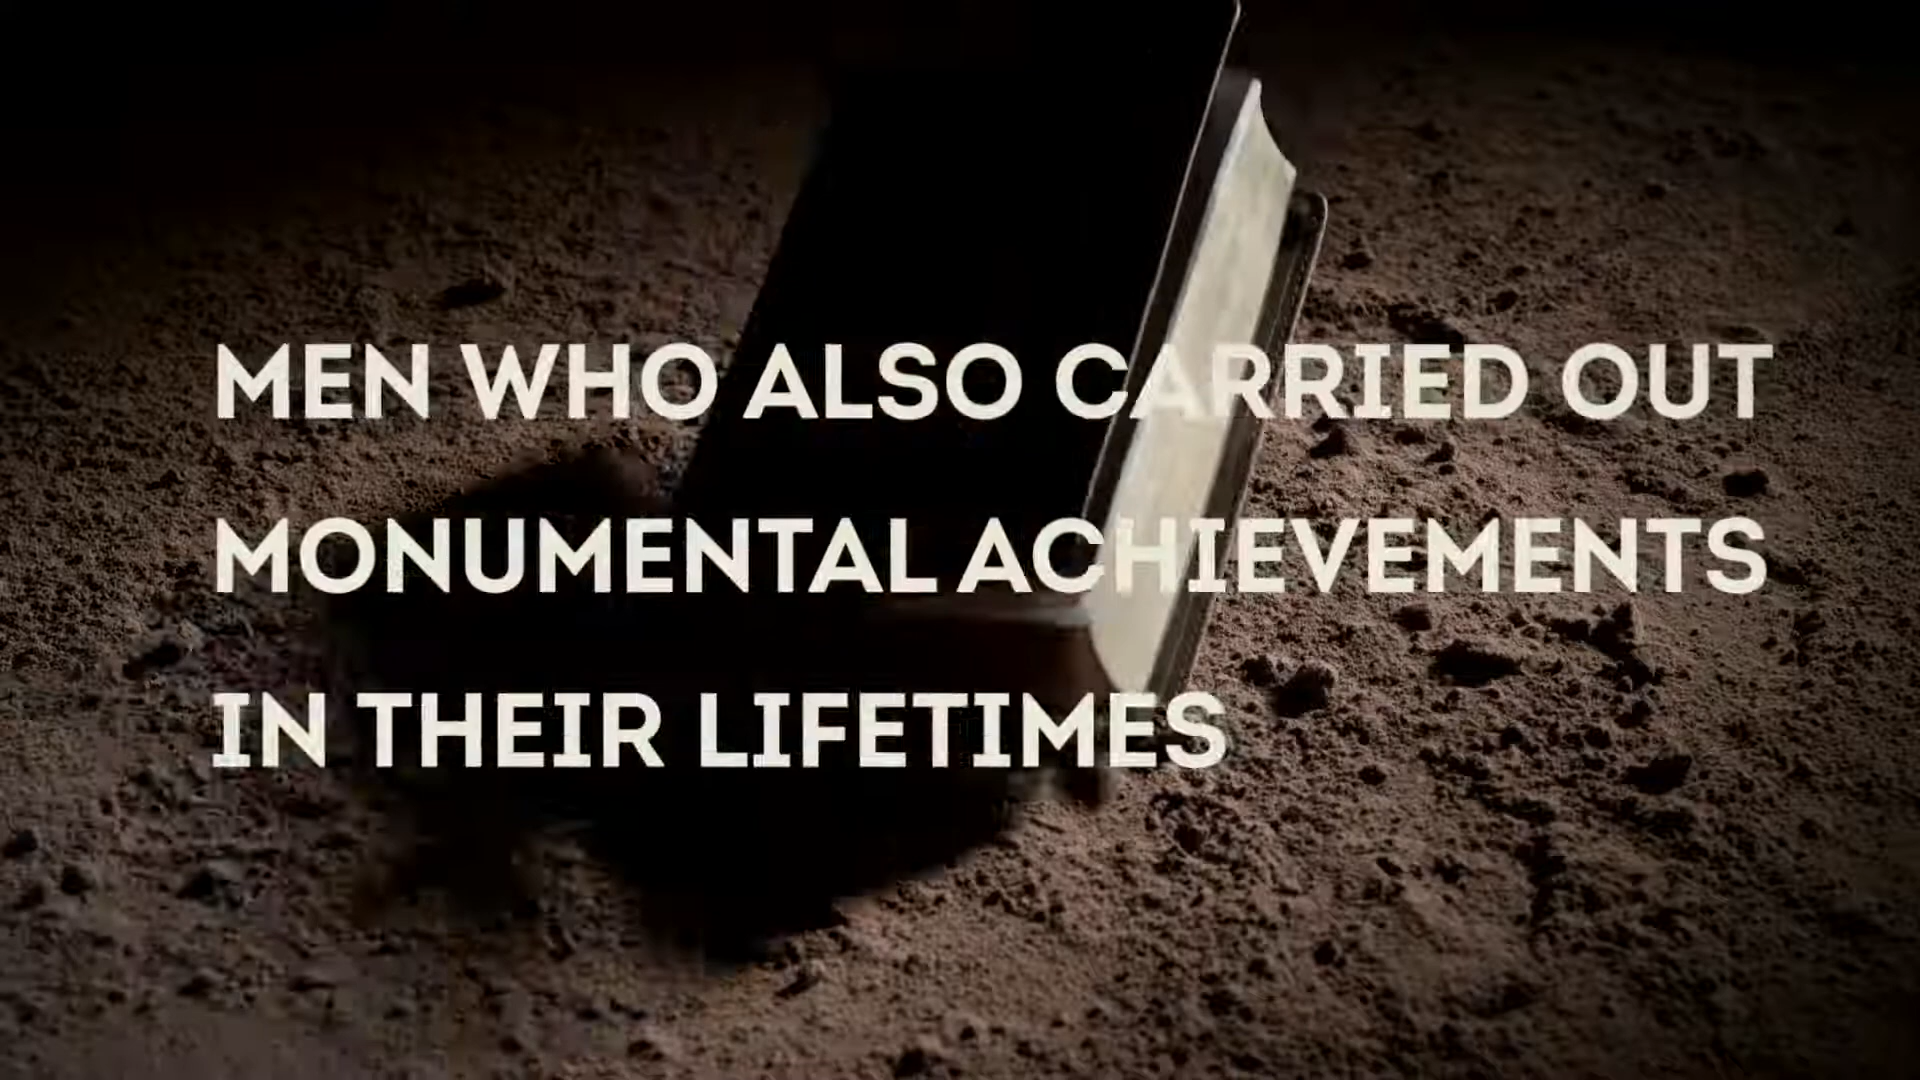 MEN WHO ALSO CARRIED OUT
MONUMENTAL ACHIEVEMENTS
IN THEIR LIFETIMES